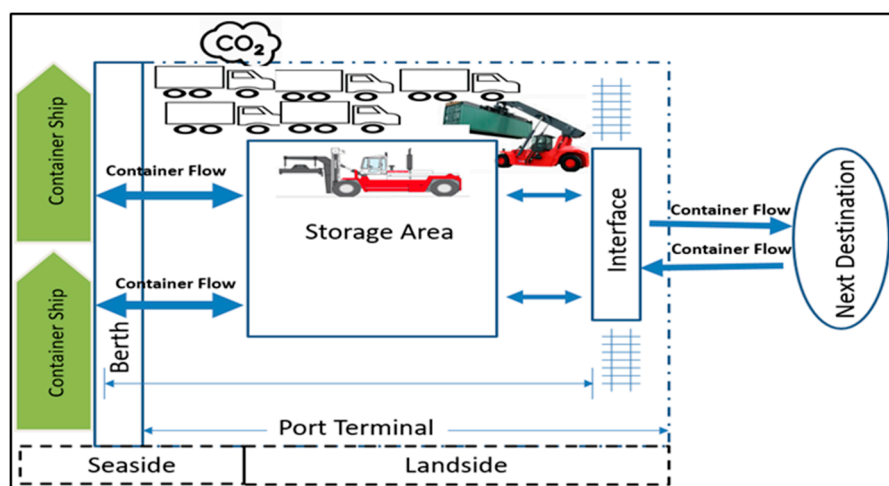 CO2
Container Ship
Container Ship
Berth
Container Flow
Container Flow
Storage Area
Interface
Container Flow
Container Flow
Next Destination
Port Terminal
Seaside
Landside